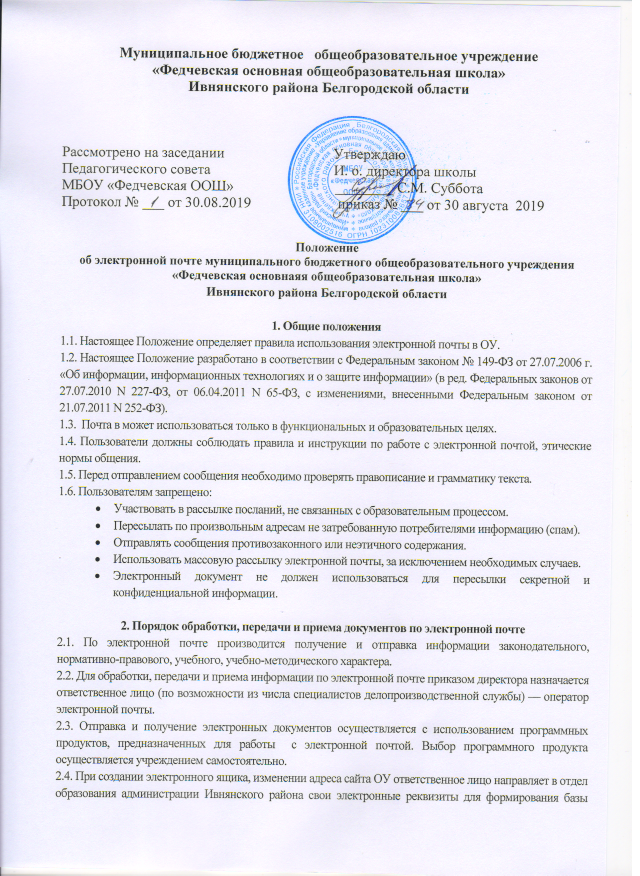 Муниципальное бюджетное общеобразовательное учреждение
«Федчевская основная общеобразовательная школа»
Ивнянского района Белгородской области
Рассмотрено на заседании
Педагогического совета
МБОУ «Федчевская ООШ»
Протокол № 1 от 30.08.2019
Утверждаю
И. о. директора школы
С.М. Суббота
приказ № от 30 августа 2019
Положение
об электронной почте муниципального бюджетного общеобразовательного учреждения
«Федчевская основнаяя общеобразовательная школа»
Ивнянского района Белгородской области
1. Общие положения
1.1. Настоящее Положение определяет правила использования электронной почты в ОУ.
1.2. Настоящее Положение разработано в соответствии с Федеральным законом № 149-ФЗ от 27.07.2006 г.
«Об информации, информационных технологиях и о защите информации» (в ред. Федеральных законов от
27.07.2010 N 227-ФЗ, от 06.04.2011 N 65-ФЗ, с изменениями, внесенными Федеральным законом от
21.07.2011 N 252-ФЗ).
1.3. Почта в может использоваться только в функциональных и образовательных целях.
1.4. Пользователи должны соблюдать правила и инструкции по работе с электронной почтой, этические
нормы общения.
1.5. Перед отправлением сообщения необходимо проверять правописание и грамматику текста.
1.6. Пользователям запрещено:
• Участвовать в рассылке посланий, не связанных с образовательным процессом.
• Пересылать по произвольным адресам не затребованную потребителями информацию (спам).
• Отправлять сообщения противозаконного или неэтичного содержания.
• Использовать массовую рассылку электронной почты, за исключением необходимых случаев.
• Электронный документ не должен использоваться для пересылки секретной и
конфиденциальной информации.
2. Порядок обработки, передачи и приема документов по электронной почте
2.1. По электронной почте производится получение и отправка информации законодательного,
нормативно-правового, учебного, учебно-методического характера.
2.2. Для обработки, передачи и приема информации по электронной почте приказом директора назначается
ответственное лицо (по возможности из числа специалистов делопроизводственной службы) — оператор
электронной почты.
2.3. Отправка и получение электронных документов осуществляется с использованием программных
продуктов, предназначенных для работы с электронной почтой. Выбор программного продукта
осуществляется учреждением самостоятельно.
2.4. При создании электронного ящика, изменении адреса сайта ОУ ответственное лицо направляет в отдел
образования администрации Ивнянского района свои электронные реквизиты для формирования базы